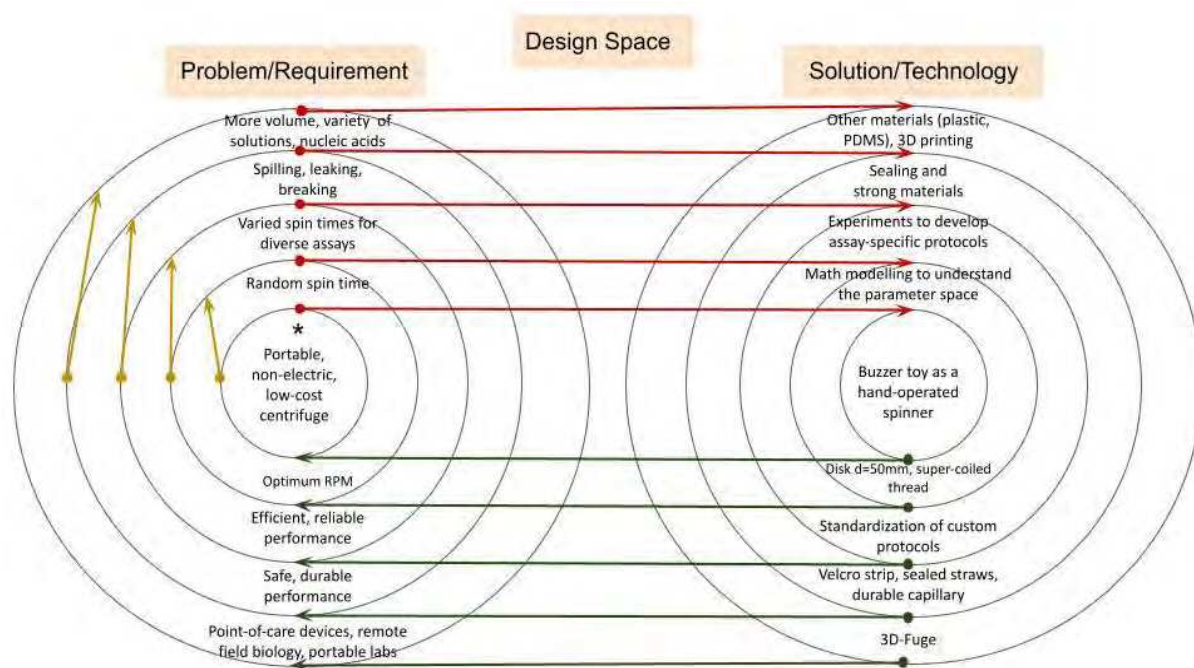 Design Space
Problem/Requirement
Solution/Technology
More volume, variety of
solutions, nucleic acids
Spilling, leaking,
breaking
Varied spin times for
diverse assays
Random spin time
*
Portable,
non-electric,
low-cost
centrifuge
Optimum RPM
Efficient, reliable
performance
Safe, durable
performance
Point-of-care devices, remote
field biology, portable labs
Other materials (plastic,
PDMS), 3D printing
Sealing and
strong materials
Experiments to develop
assay-specific protocols
Math modelling to understand
the parameter space
Buzzer toy as a
hand-operated
spinner
Disk d=50mm, super-coiled
thread
Standardization of custom
protocols
Velcro strip, sealed straws,
durable capillary
3D-Fuge